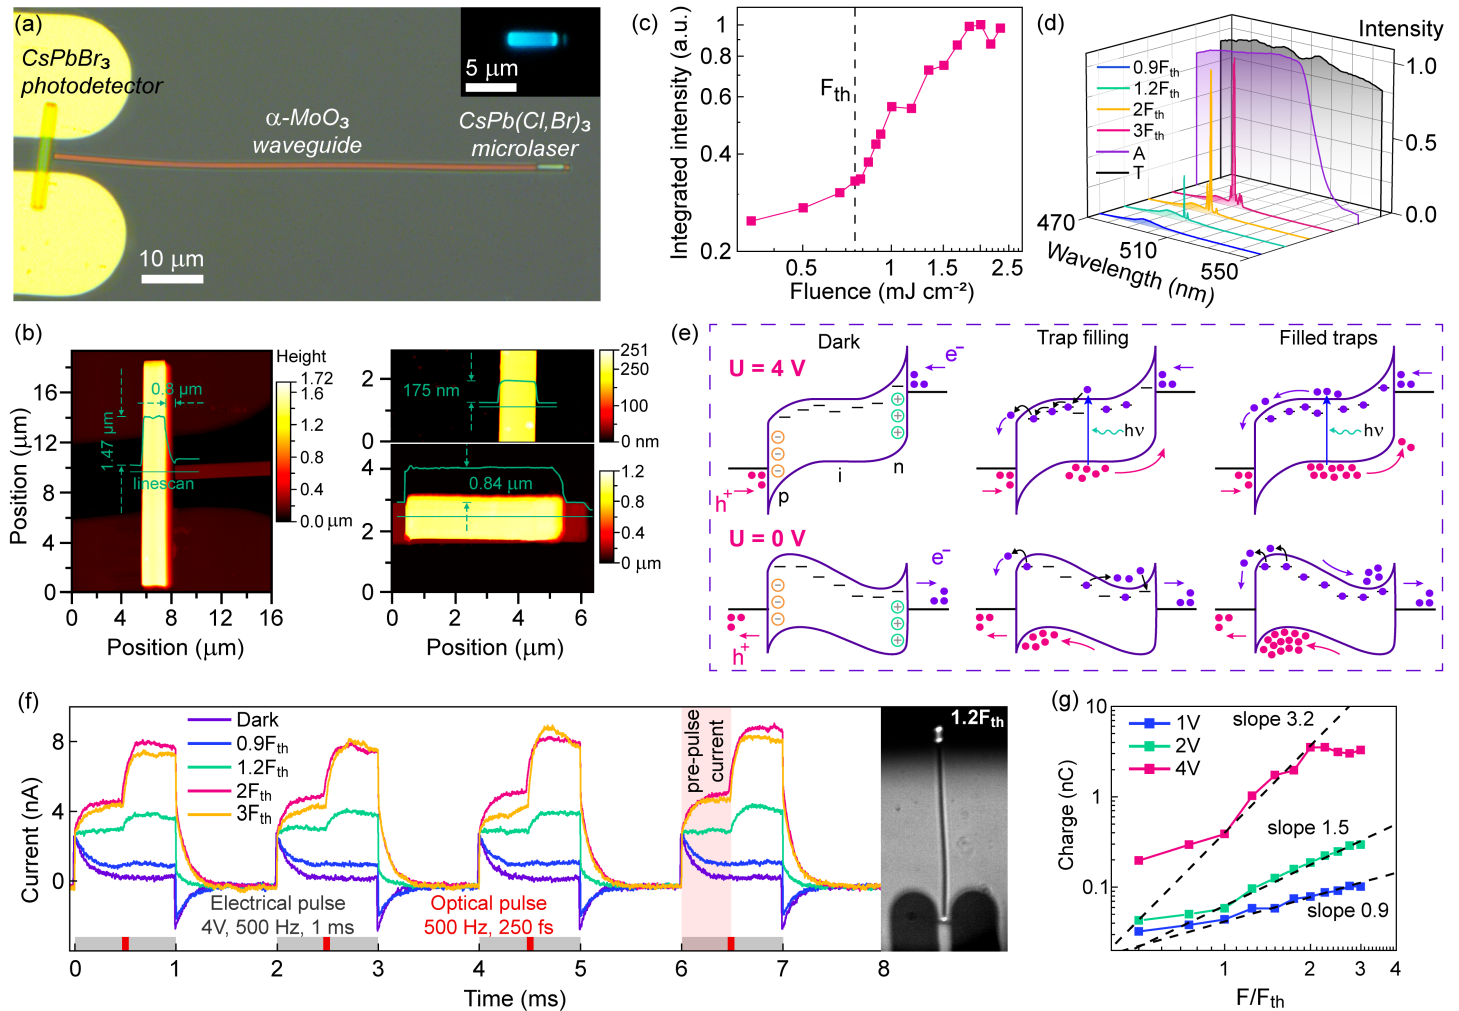 (a)
CsPbBr₃
photodetector
5 μm
α-MoO₃
waveguide
CsPb(Cl,Br)₃
microlaser
10 μm
(b)
Height
1.72
1.6
1.2
0.8
0.4
0.0 μm
Position (μm)
16
12
8
4
0
0.8 μm
1.47 μm
linescan
0 4 8 12 16
Position (μm)
2
0
175 nm
251
250
200
100
0 nm
4
2
0
0.84 μm
1.2
0.8
0.4
0 μm
0 2 4 6
Position (μm)
(c)
Integrated intensity (a.u.)
1
0.8
0.6
0.4
0.2
Fth
0.5 1 1.5 2.5
Fluence (mJ cm⁻²)
(d)
Intensity
1.0
0.5
0.0
0.9Fth
1.2Fth
2Fth
3Fth
A
T
470
510
550
Wavelength (nm)
(e)
Dark
Trap filling
Filled traps
U = 4 V
e⁻
hν
hν
h⁺
p
i
n
U = 0 V
e⁻
h⁺
(f)
Current (nA)
8
4
0
Dark
0.9Fth
1.2Fth
2Fth
3Fth
pre-pulse
current
1.2Fth
Electrical pulse
4V, 500 Hz, 1 ms
Optical pulse
500 Hz, 250 fs
0 1 2 3 4 5 6 7 8
Time (ms)
(g)
Charge (nC)
10
1
0.1
1V
2V
4V
slope 3.2
slope 1.5
slope 0.9
1 2 3 4
F/Fth